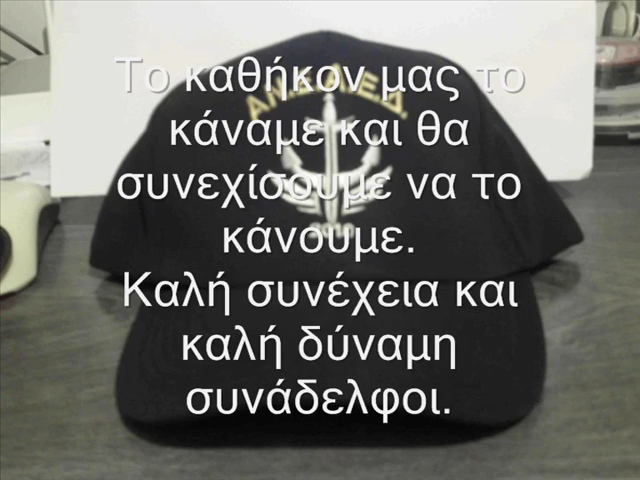 Το καθήκον μας το
κάναμε και θα
συνεχίσουμε να το
κάνουμε.
Καλή συνέχεια και
καλή δύναμη
συνάδελφοι.